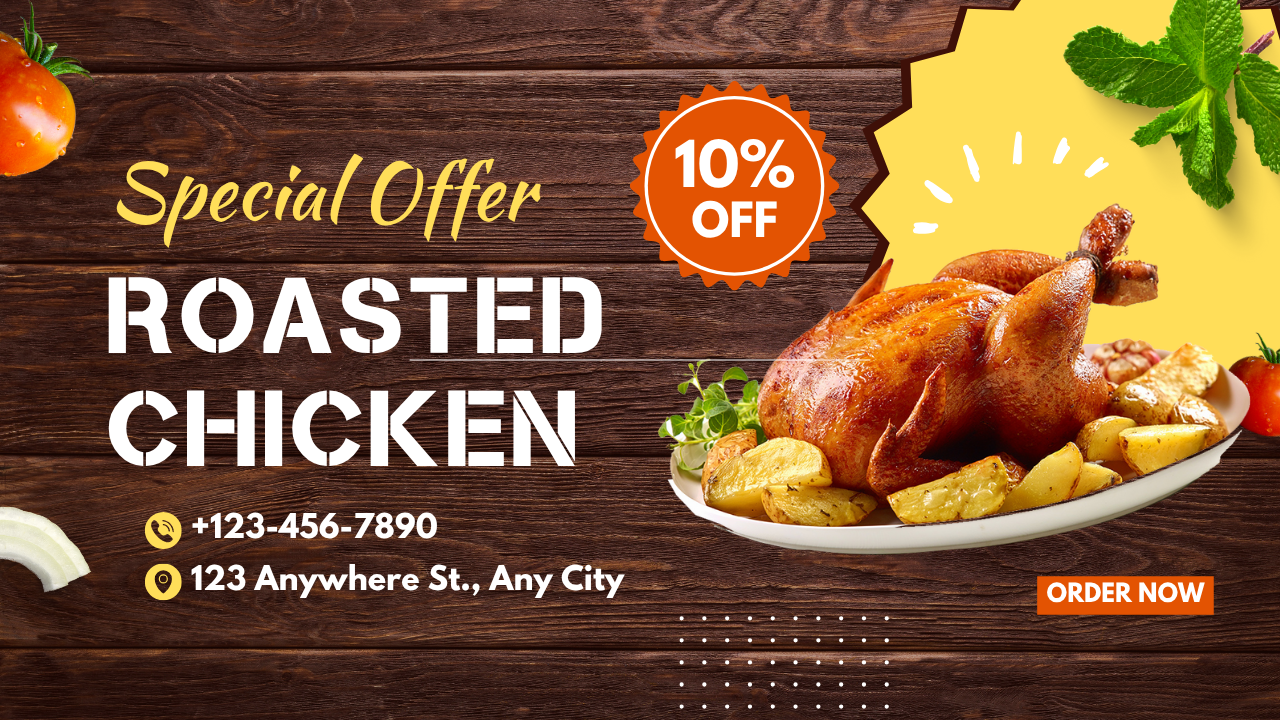 Special Offer
ROASTED
CHICKEN
10%
OFF
+123-456-7890
123 Anywhere St., Any City
ORDER NOW